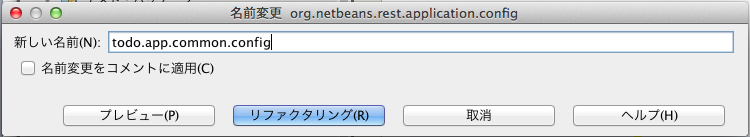 名前変更 org.netbeans.rest.application.config
新しい名前(N): todo.app.common.config
名前変更をコメントに適用(C)
プレビュー(P) リファクタリング(R) 取消 ヘルプ(H)